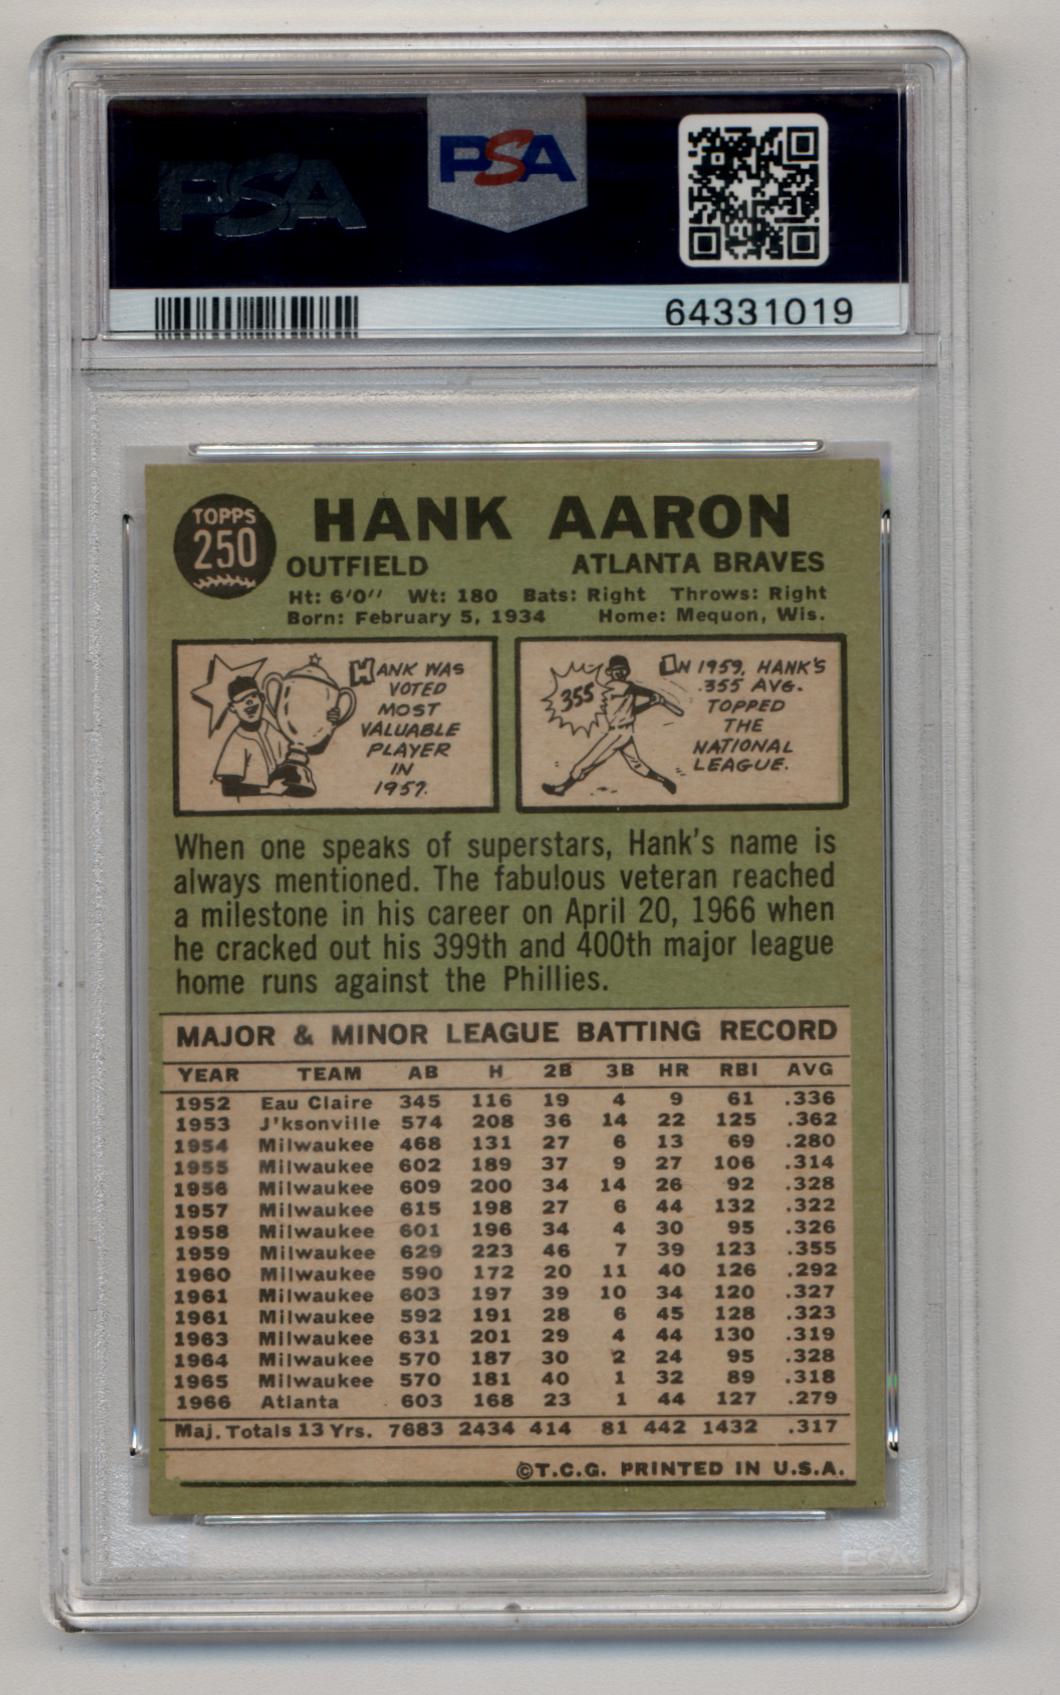 PSA
PSA
64331019
TOPPS
250
HANK AARON
OUTFIELD ATLANTA BRAVES
Ht: 6'0" Wt: 180 Bats: Right Throws: Right
Born: February 5, 1934 Home: Mequon, Wis.
HANK WAS
VOTED
MOST
VALUABLE
PLAYER
IN
1957.
355
IN 1959, HANK'S
.355 AVG.
TOPPED
THE
NATIONAL
LEAGUE.
When one speaks of superstars, Hank's name is
always mentioned. The fabulous veteran reached
a milestone in his career on April 20, 1966 when
he cracked out his 399th and 400th major league
home runs against the Phillies.
MAJOR & MINOR LEAGUE BATTING RECORD
YEAR TEAM AB H 2B 3B HR RBI AVG
1952 Eau Claire 345 116 19 4 9 61 .336
1953 J'ksonville 574 208 36 14 22 125 .362
1954 Milwaukee 468 131 27 6 13 69 .280
1955 Milwaukee 602 189 37 9 27 106 .314
1956 Milwaukee 609 200 34 14 26 92 .328
1957 Milwaukee 615 198 27 6 44 132 .322
1958 Milwaukee 601 196 34 4 30 95 .326
1959 Milwaukee 629 223 46 7 39 123 .355
1960 Milwaukee 590 172 20 11 40 126 .292
1961 Milwaukee 603 197 39 10 34 120 .327
1961 Milwaukee 592 191 28 6 45 128 .323
1963 Milwaukee 631 201 29 4 44 130 .319
1964 Milwaukee 570 187 30 2 24 95 .328
1965 Milwaukee 570 181 40 1 32 89 .318
1966 Atlanta 603 168 23 1 44 127 .279
Maj. Totals 13 Yrs. 7683 2434 414 81 442 1432 .317
©T.C.G. PRINTED IN U.S.A.
PSA